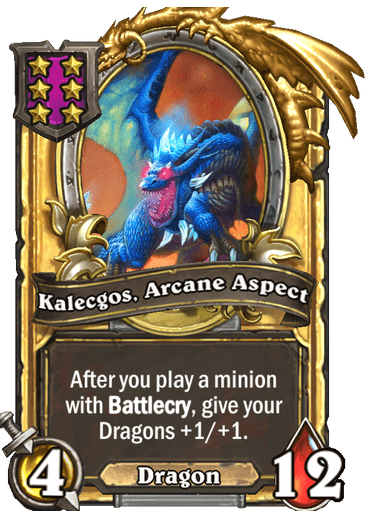 Kalecgos, Arcane Aspect
After you play a minion
with Battlecry, give your
Dragons +1/+1.
4
Dragon
12